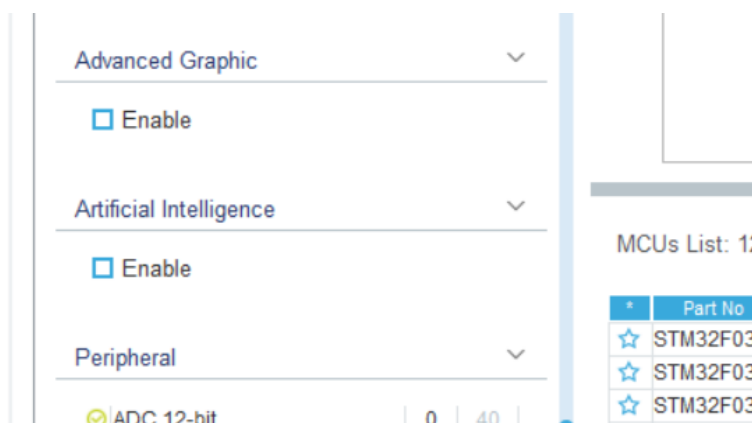 Advanced Graphic
Enable
Artificial Intelligence
Enable
Peripheral
ADC 12-bit 0 40
MCUs List: 12
* Part No
STM32F03
STM32F03
STM32F03